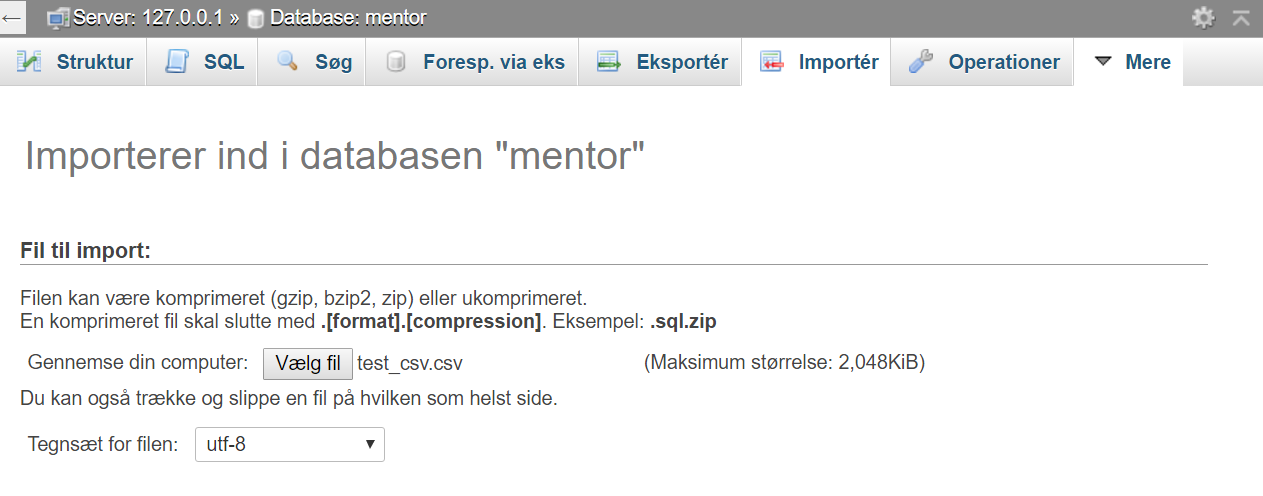 Server: 127.0.0.1 » Database: mentor
Struktur SQL Søg Foresp. via eks Eksportér Importér Operationer Mere
Importerer ind i databasen "mentor"
Fil til import:
Filen kan være komprimeret (gzip, bzip2, zip) eller ukomprimeret.
En komprimeret fil skal slutte med .[format].[compression]. Eksempel: .sql.zip
Gennemse din computer: Vælg fil test_csv.csv (Maksimum størrelse: 2,048KiB)
Du kan også trække og slippe en fil på hvilken som helst side.
Tegnsæt for filen: utf-8